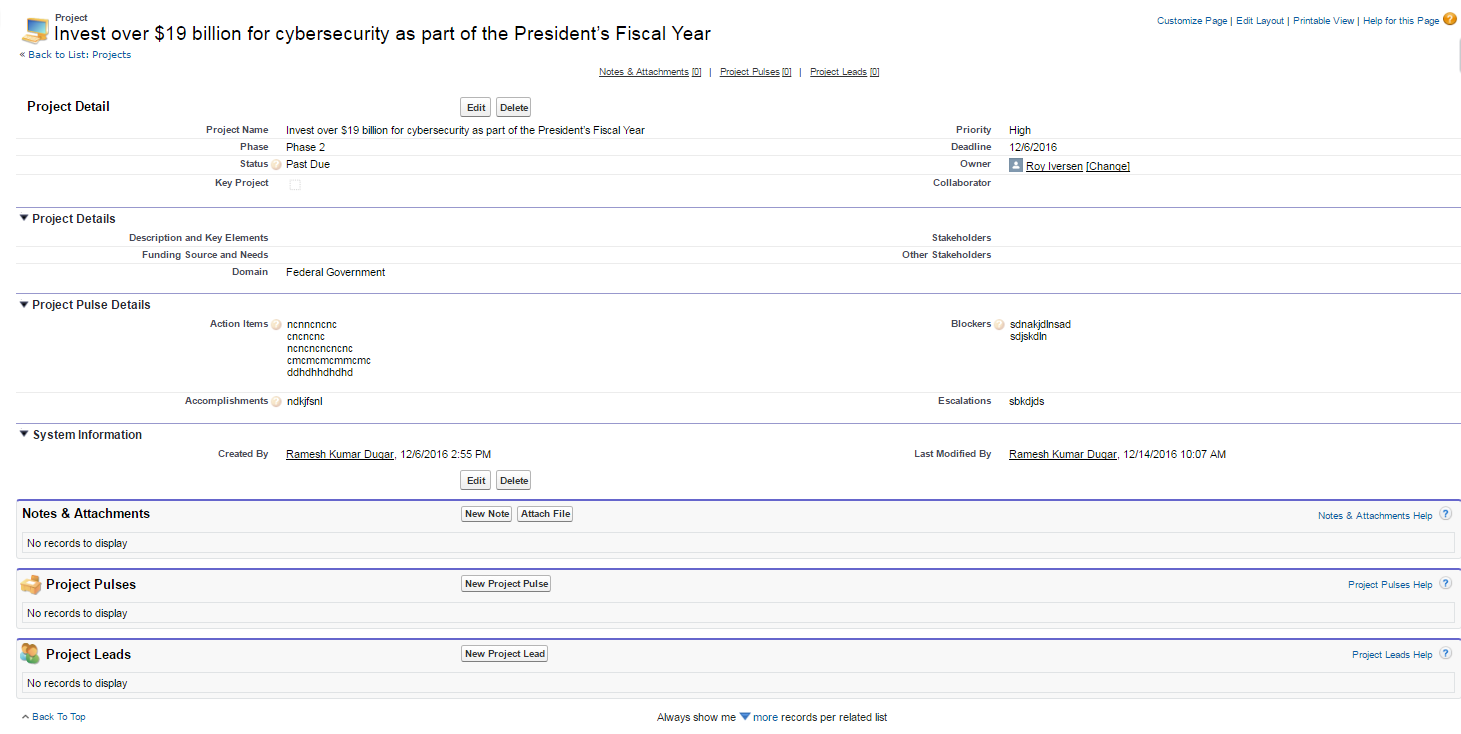 Project
Invest over $19 billion for cybersecurity as part of the President's Fiscal Year
Customize Page | Edit Layout | Printable View | Help for this Page ?
« Back to List: Projects
Notes & Attachments [0] | Project Pulses [0] | Project Leads [0]
Project Detail Edit Delete
Project Name Invest over $19 billion for cybersecurity as part of the President's Fiscal Year Priority High
Phase Phase 2 Deadline 12/6/2016
Status ? Past Due Owner Roy Iversen [Change]
Key Project Collaborator
Project Details
Description and Key Elements Stakeholders
Funding Source and Needs Other Stakeholders
Domain Federal Government
Project Pulse Details
Action Items ? ncnncncnc Blockers ? sdnakjdlnsad
cncncnc sdjskdln
ncncncncncnc
cmcmcmcmmcmc
ddhdhhdhdhd
Accomplishments ? ndkjfsnl Escalations sbkdjds
System Information
Created By Ramesh Kumar Dugar, 12/6/2016 2:55 PM Last Modified By Ramesh Kumar Dugar, 12/14/2016 10:07 AM
Edit Delete
Notes & Attachments New Note Attach File Notes & Attachments Help ?
No records to display
Project Pulses New Project Pulse Project Pulses Help ?
No records to display
Project Leads New Project Lead Project Leads Help ?
No records to display
Back To Top Always show me more records per related list